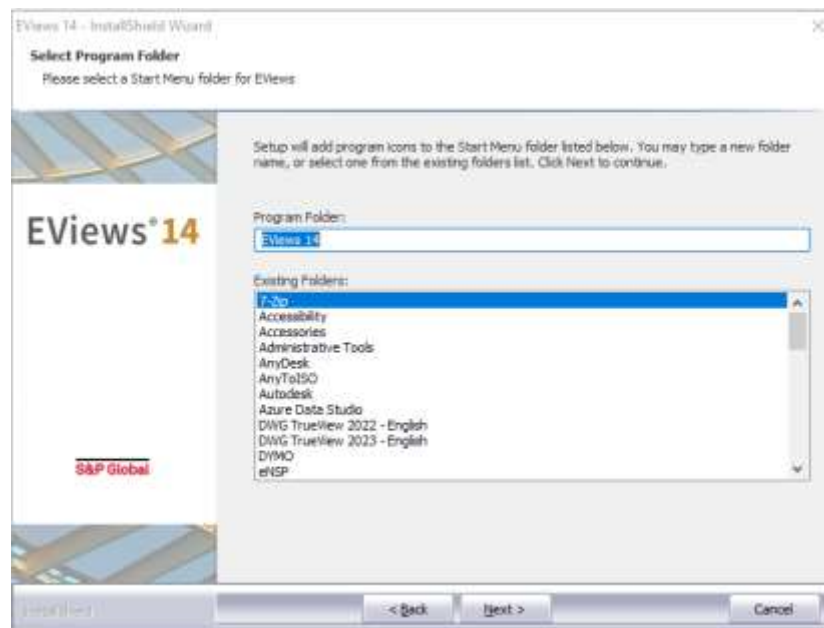 EViews 14 - InstallShield Wizard
Select Program Folder
Please select a Start Menu folder for EViews
Setup will add program icons to the Start Menu folder listed below. You may type a new folder
name, or select one from the existing folders list. Click Next to continue.
EViews®14
Program Folder:
EViews 14
Existing Folders:
7-Zip
Accessibility
Accessories
Administrative Tools
AnyDesk
AnyToISO
Autodesk
Azure Data Studio
DWG TrueView 2022 - English
DWG TrueView 2023 - English
DYMO
eNSP
S&P Global
InstallShield
< Back
Next >
Cancel